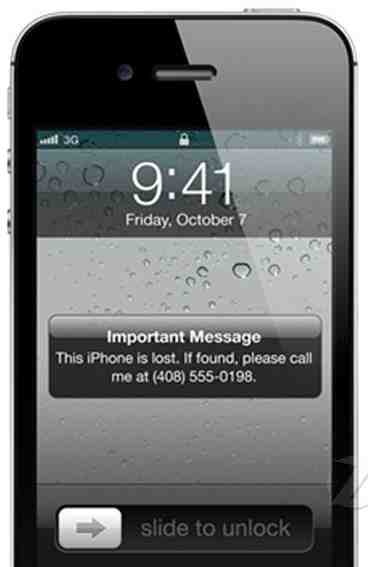 3G
9:41
Friday, October 7
Important Message
This iPhone is lost. If found, please call
me at (408) 555-0198.
slide to unlock